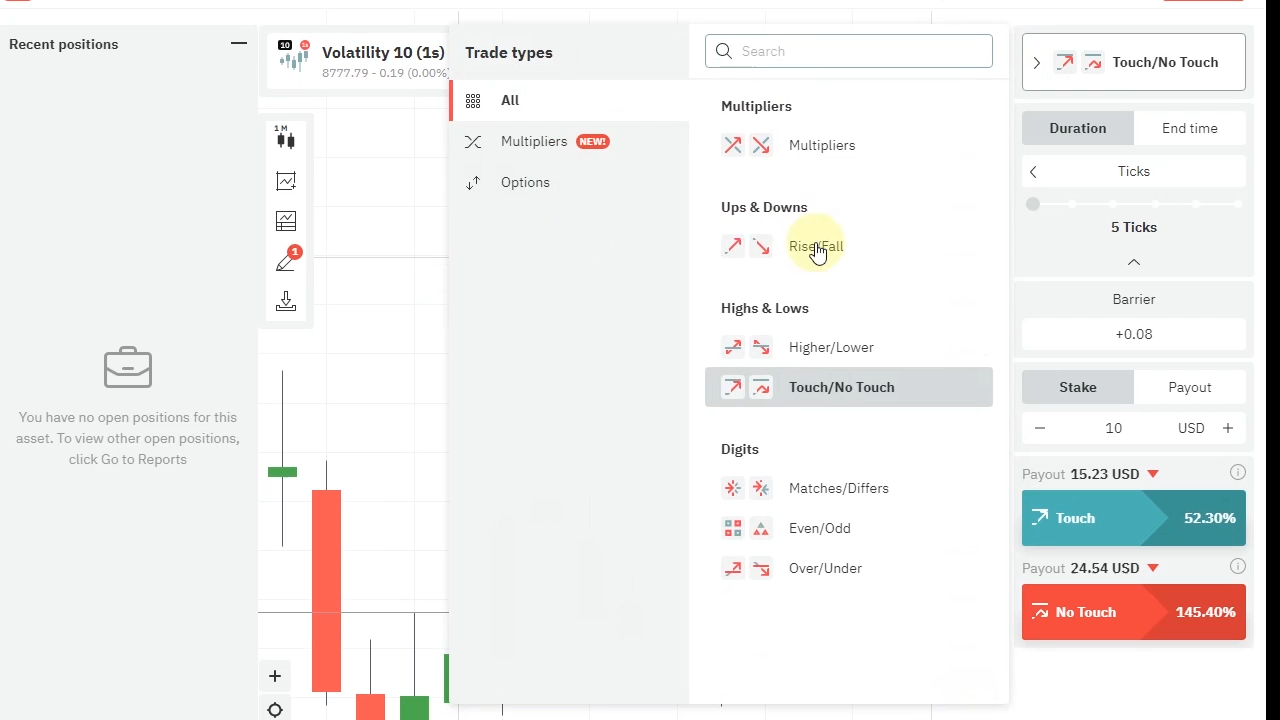 Recent positions
You have no open positions for this
asset. To view other open positions,
click Go to Reports
10 1s
Volatility 10 (1s)
8777.79 - 0.19 (0.00%)
1 M
1
Trade types
All
Multipliers NEW!
Options
Search
Multipliers
Multipliers
Ups & Downs
Rise/Fall
Highs & Lows
Higher/Lower
Touch/No Touch
Digits
Matches/Differs
Even/Odd
Over/Under
Touch/No Touch
Duration End time
Ticks
5 Ticks
Barrier
+0.08
Stake Payout
− 10 USD +
Payout 15.23 USD
Touch 52.30%
Payout 24.54 USD
No Touch 145.40%